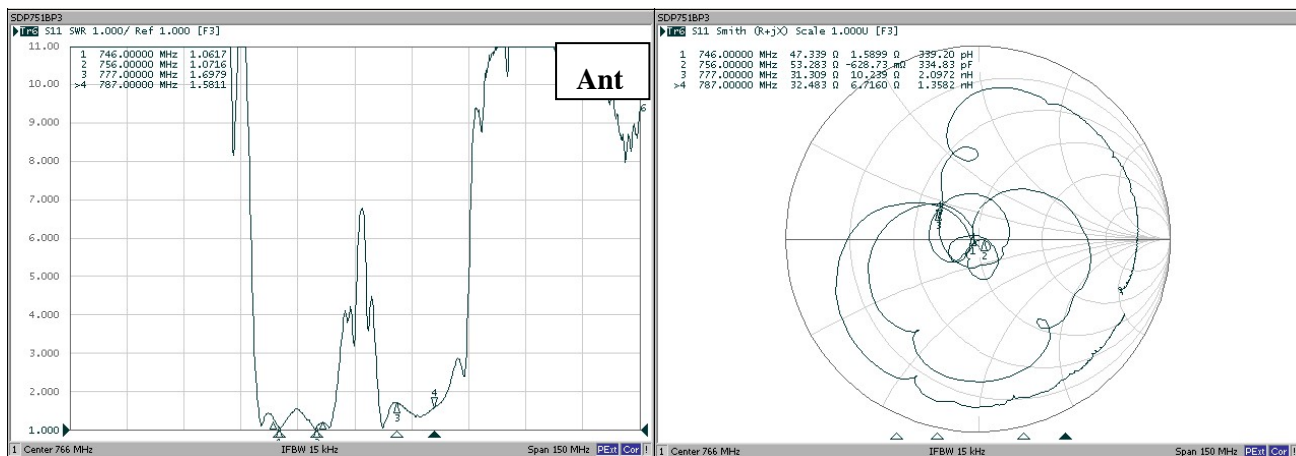 SDP751BP3
Tr6 S11 SWR 1.000/ Ref 1.000 [F3]
11.00
1 746.00000 MHz 1.0617
2 756.00000 MHz 1.0716
3 777.00000 MHz 1.6979
>4 787.00000 MHz 1.5811
Ant
10.00
9.000
8.000
7.000
6.000
5.000
4.000
3.000
2.000
1.000
6
4
3
1 Center 766 MHz IFBW 15 kHz Span 150 MHz PExt Cor !
SDP751BP3
Tr6 S11 Smith (R+jX) Scale 1.000U [F3]
1 746.00000 MHz 47.339 Ω 1.5899 Ω 339.20 pH
2 756.00000 MHz 53.283 Ω -628.73 mΩ 334.83 pF
3 777.00000 MHz 31.309 Ω 10.239 Ω 2.0972 nH
>4 787.00000 MHz 32.483 Ω 6.7160 Ω 1.3582 nH
3
1 2
1 Center 766 MHz IFBW 15 kHz Span 150 MHz PExt Cor !